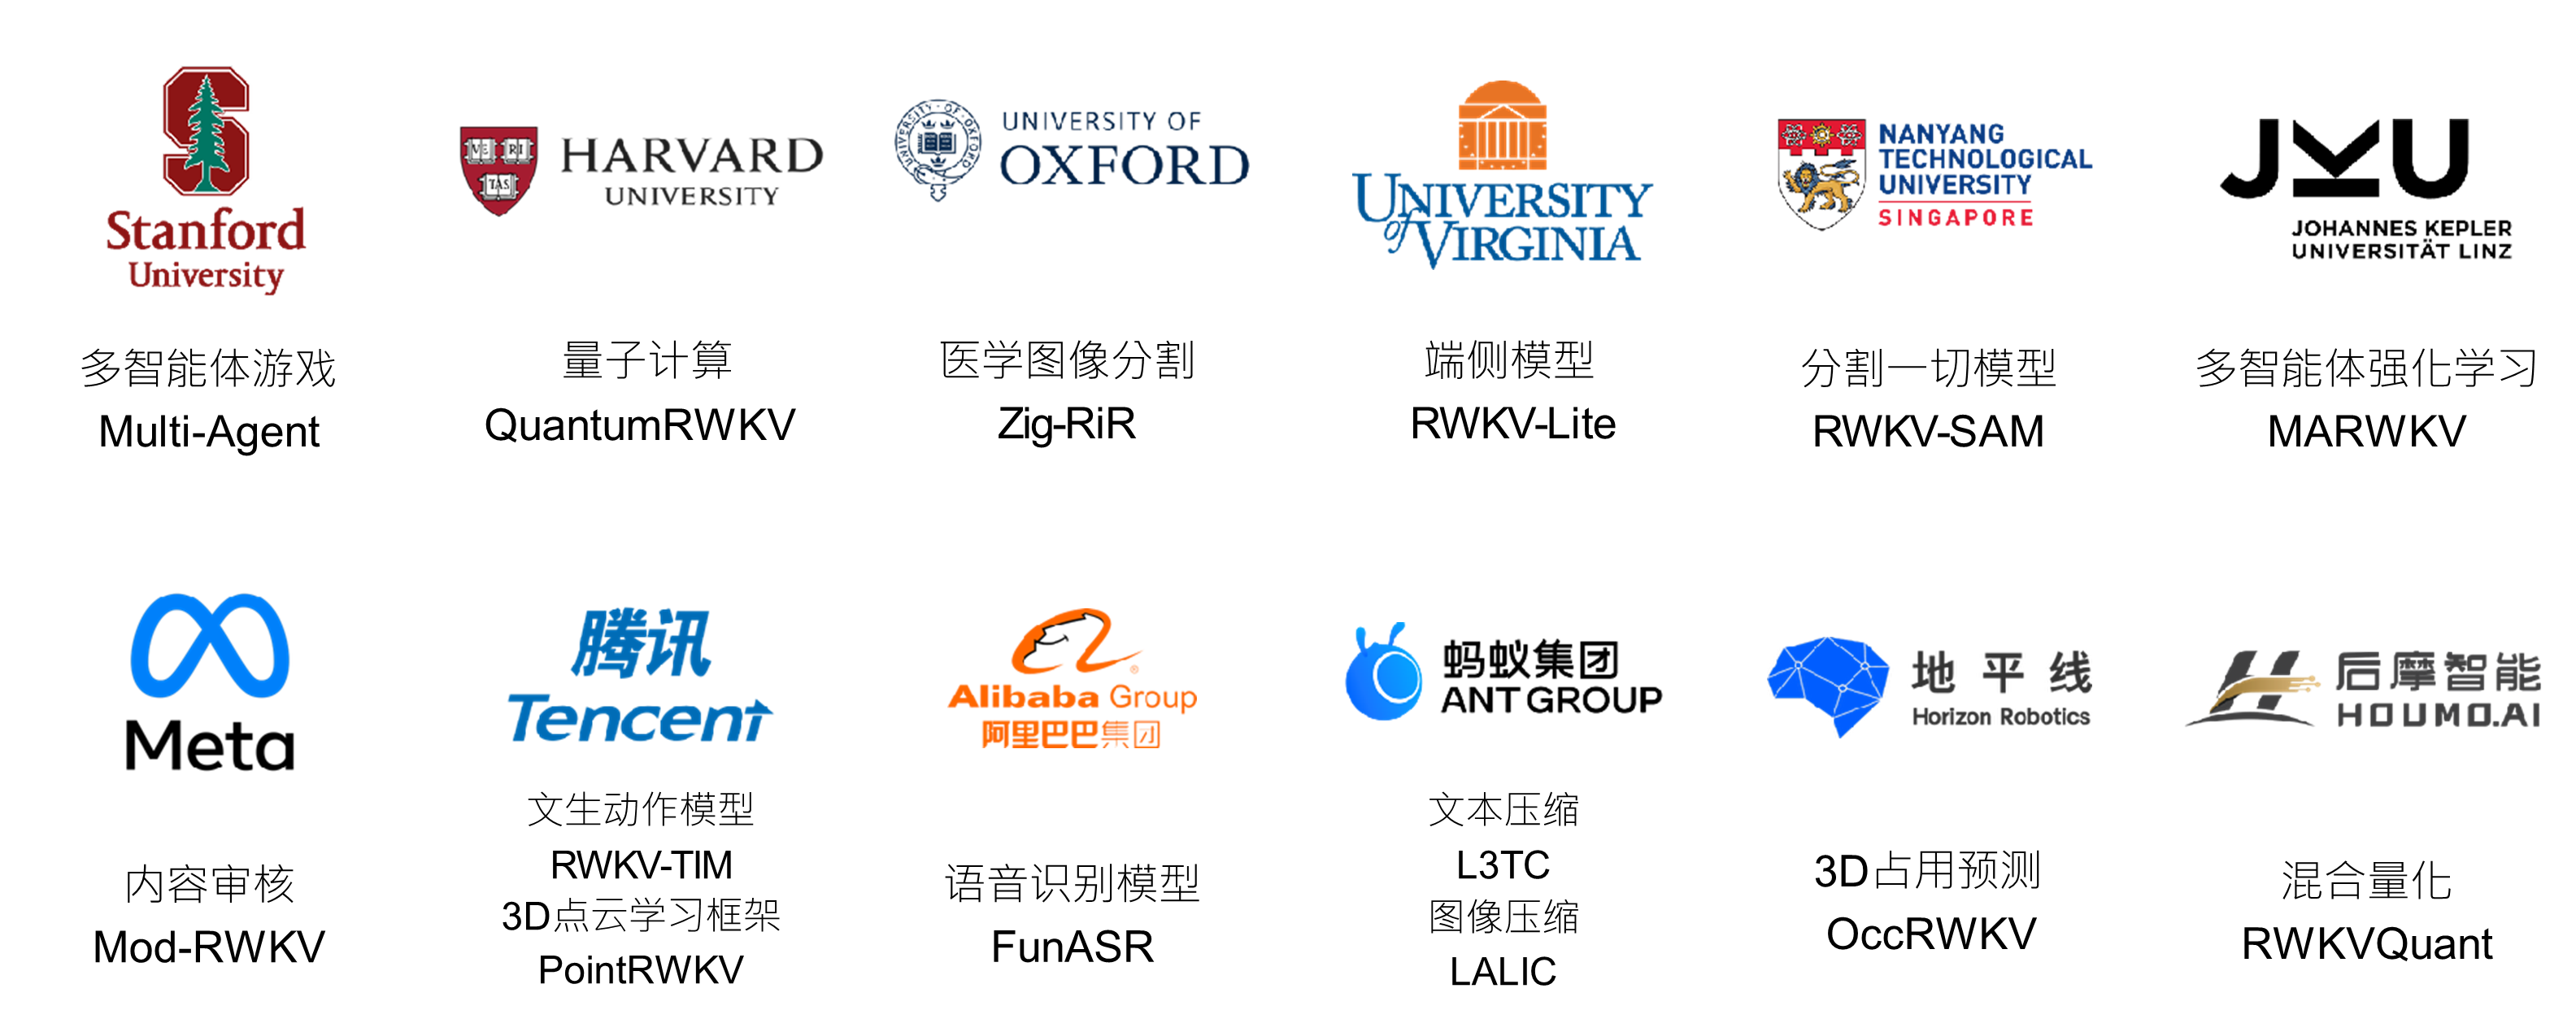 Stanford
University
多智能体游戏
Multi-Agent
VE RI
TAS
HARVARD
UNIVERSITY
量子计算
QuantumRWKV
UNIVERSITY OF OXFORD
UNIVERSITY OF
OXFORD
医学图像分割
Zig-RiR
UNIVERSITY
of VIRGINIA
端侧模型
RWKV-Lite
NANYANG
TECHNOLOGICAL
UNIVERSITY
SINGAPORE
分割一切模型
RWKV-SAM
JKU
JOHANNES KEPLER
UNIVERSITÄT LINZ
多智能体强化学习
MARWKV
Meta
内容审核
Mod-RWKV
腾讯
Tencent
文生动作模型
RWKV-TIM
3D点云学习框架
PointRWKV
Alibaba Group
阿里巴巴集团
语音识别模型
FunASR
蚂蚁集团
ANT GROUP
文本压缩
L3TC
图像压缩
LALIC
地平线
Horizon Robotics
3D占用预测
OccRWKV
后摩智能
HOUMO.AI
混合量化
RWKVQuant